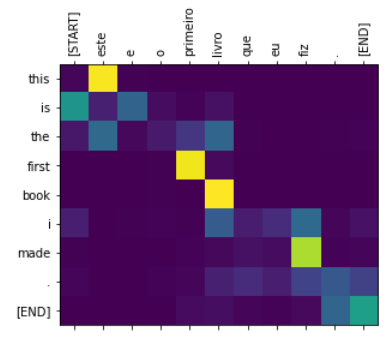 [START] este e o primeiro livro que eu fiz . [END]
this
is
the
first
book
i
made
.
[END]